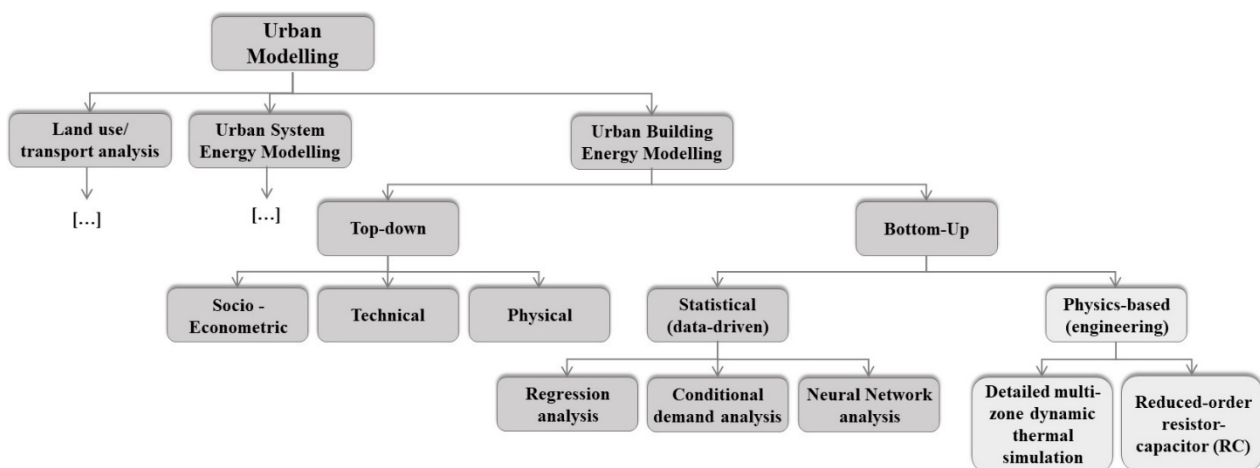 Urban
Modelling
Land use/
transport analysis
Urban System
Energy Modelling
Urban Building
Energy Modelling
[…]
[…]
Top-down
Bottom-Up
Socio -
Econometric
Technical
Physical
Statistical
(data-driven)
Physics-based
(engineering)
Regression
analysis
Conditional
demand analysis
Neural Network
analysis
Detailed multi-
zone dynamic
thermal
simulation
Reduced-order
resistor-
capacitor (RC)